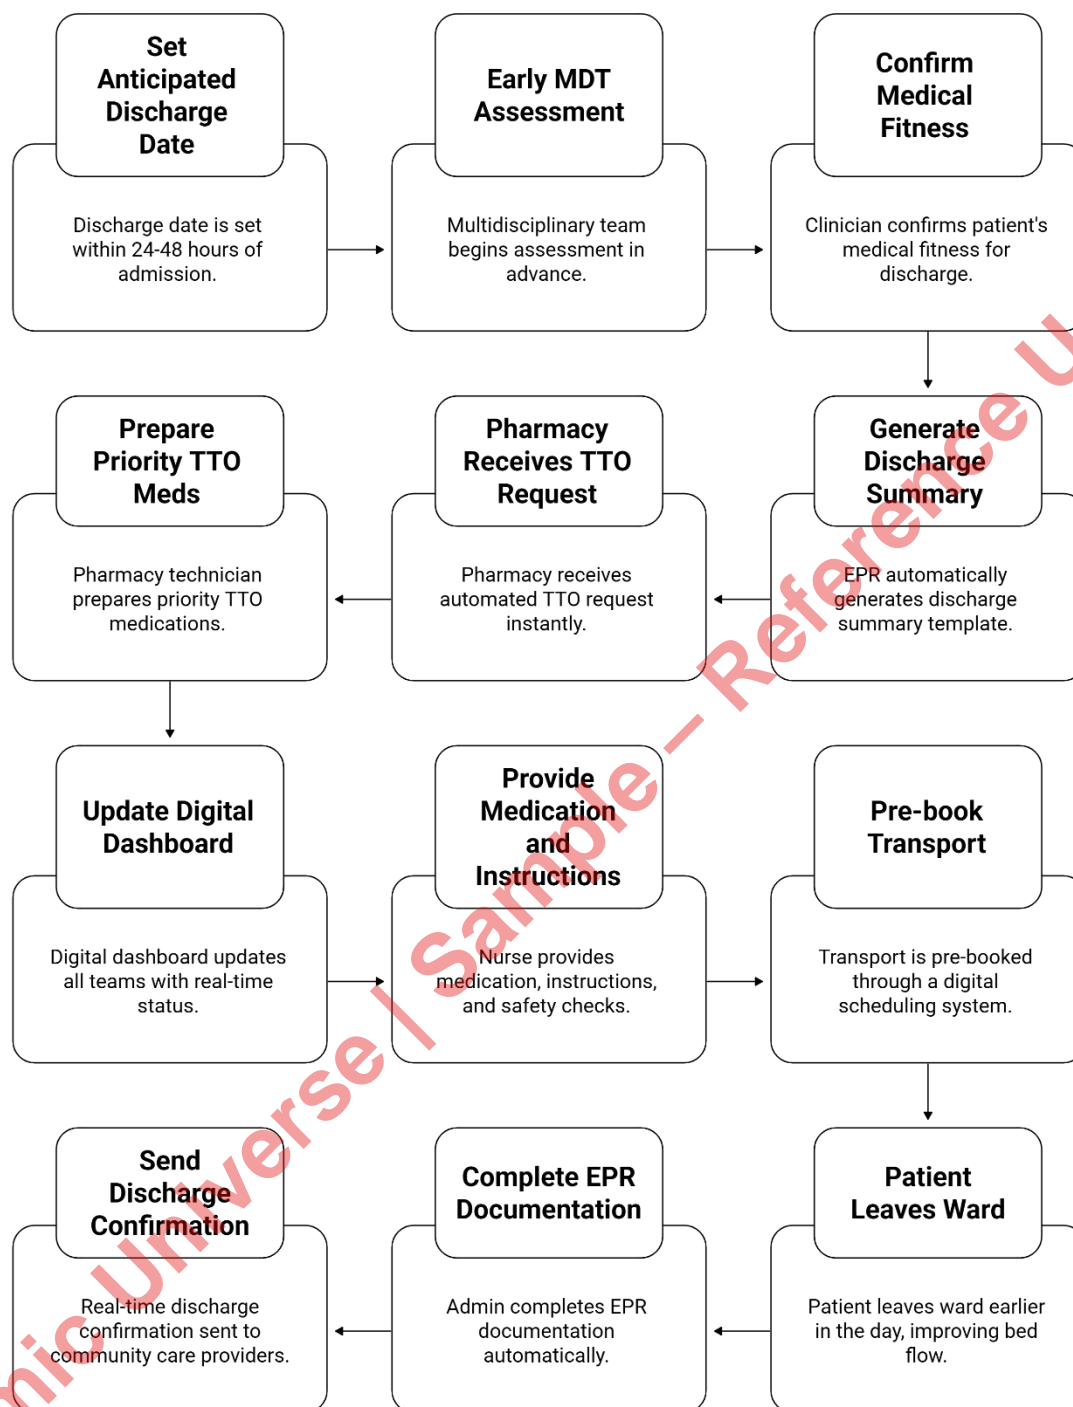 Set
Anticipated
Discharge
Date
Discharge date is set
within 24-48 hours of
admission.
Early MDT
Assessment
Multidisciplinary team
begins assessment in
advance.
Confirm
Medical
Fitness
Clinician confirms patient's
medical fitness for
discharge.
Generate
Discharge
Summary
EPR automatically
generates discharge
summary template.
Pharmacy
Receives TTO
Request
Pharmacy receives
automated TTO request
instantly.
Prepare
Priority TTO
Meds
Pharmacy technician
prepares priority TTO
medications.
Update Digital
Dashboard
Digital dashboard updates
all teams with real-time
status.
Provide
Medication
and
Instructions
Nurse provides
medication, instructions,
and safety checks.
Pre-book
Transport
Transport is pre-booked
through a digital
scheduling system.
Patient
Leaves Ward
Patient leaves ward earlier
in the day, improving bed
flow.
Complete EPR
Documentation
Admin completes EPR
documentation
automatically.
Send
Discharge
Confirmation
Real-time discharge
confirmation sent to
community care providers.
mic Universe | Sample – Reference U